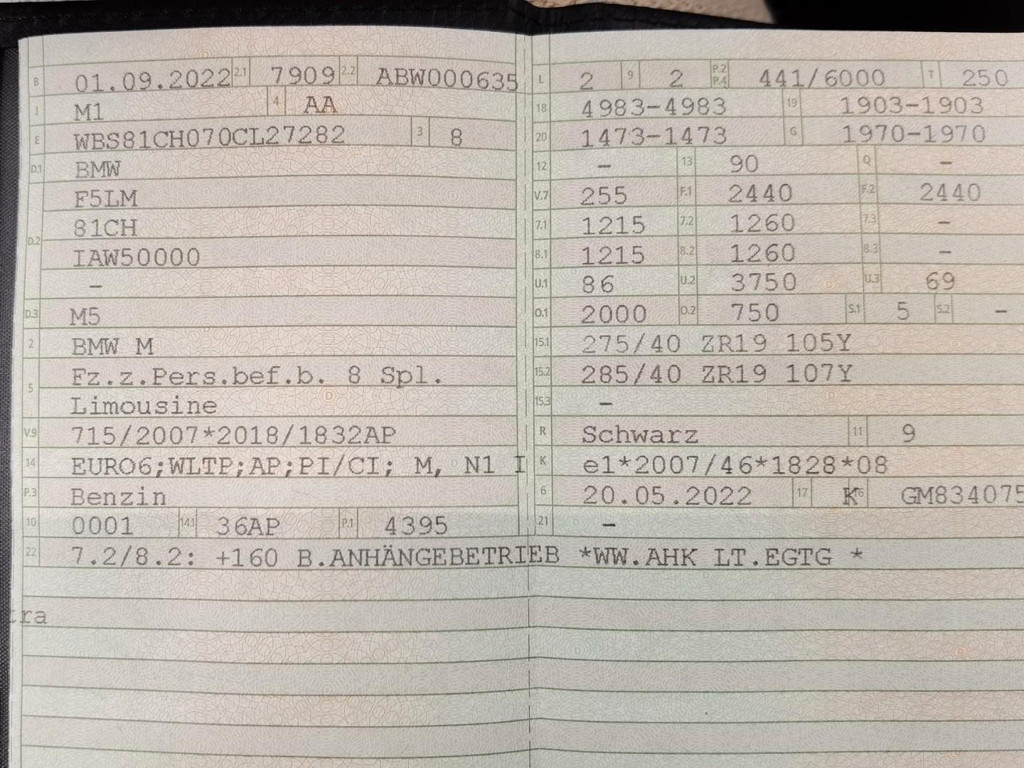 B 01.09.2022 2.1 7909 2.2 ABW000635
J M1 4 AA
E WBS81CH070CL27282 3 8
D.1 BMW
F5LM
D.2 81CH
IAW50000
–
D.3 M5
2 BMW M
5 Fz.z.Pers.bef.b. 8 Spl.
Limousine
V.9 715/2007*2018/1832AP
14 EURO6;WLTP;AP;PI/CI; M, N1 I
P.3 Benzin
10 0001 14.1 36AP P.1 4395
22 7.2/8.2: +160 B.ANHÄNGEBETRIEB *WW.AHK LT.EGTG *
tra
L 2 9 2 P.2 P.4 441/6000 T 250
18 4983-4983 19 1903-1903
20 1473-1473 G 1970-1970
12 – 13 90 Q –
V.7 255 F.1 2440 F.2 2440
7.1 1215 7.2 1260 7.3 –
8.1 1215 8.2 1260 8.3 –
U.1 86 U.2 3750 U.3 69
O.1 2000 O.2 750 S.1 5 S.2 –
15.1 275/40 ZR19 105Y
15.2 285/40 ZR19 107Y
15.3 –
R Schwarz 11 9
K e1*2007/46*1828*08
6 20.05.2022 17 K 16 GM834075
21 –